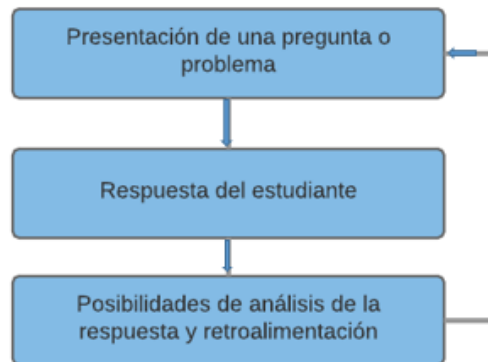 Presentación de una pregunta o
problema
Respuesta del estudiante
Posibilidades de análisis de la
respuesta y retroalimentación